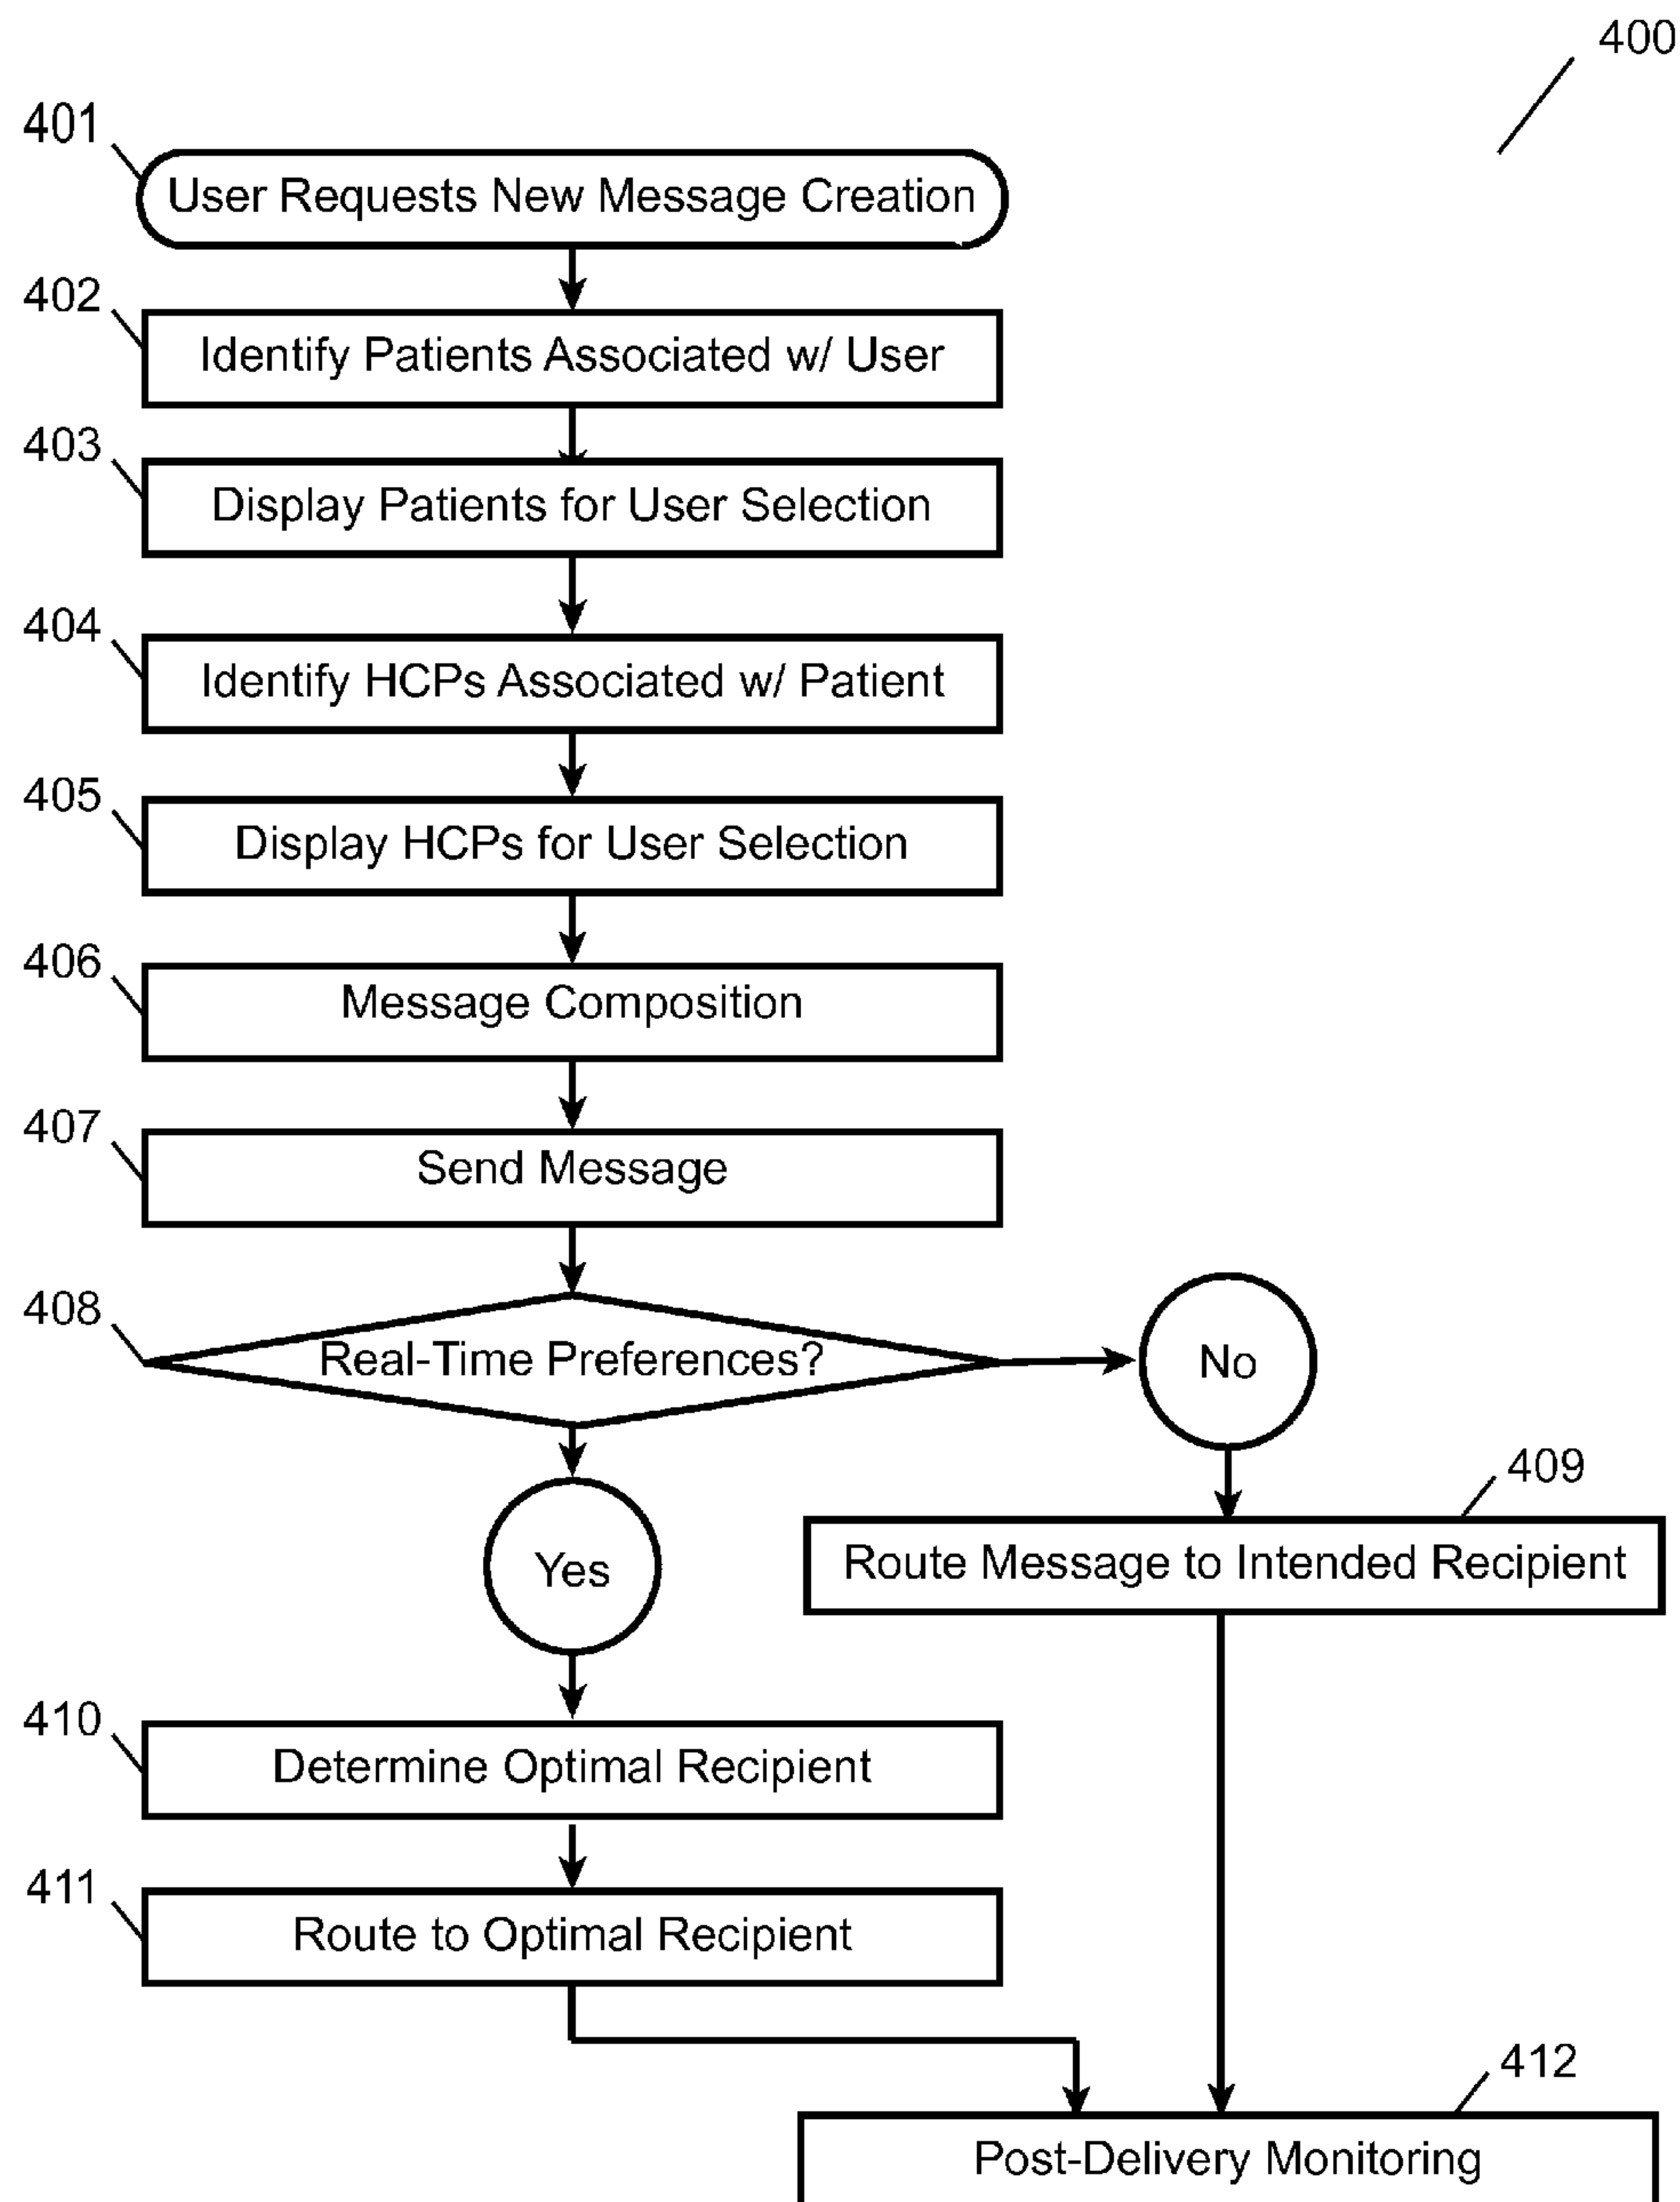 400
401
User Requests New Message Creation
402
Identify Patients Associated w/ User
403
Display Patients for User Selection
404
Identify HCPs Associated w/ Patient
405
Display HCPs for User Selection
406
Message Composition
407
Send Message
408
Real-Time Preferences?
No
409
Yes
Route Message to Intended Recipient
410
Determine Optimal Recipient
411
Route to Optimal Recipient
412
Post-Delivery Monitoring